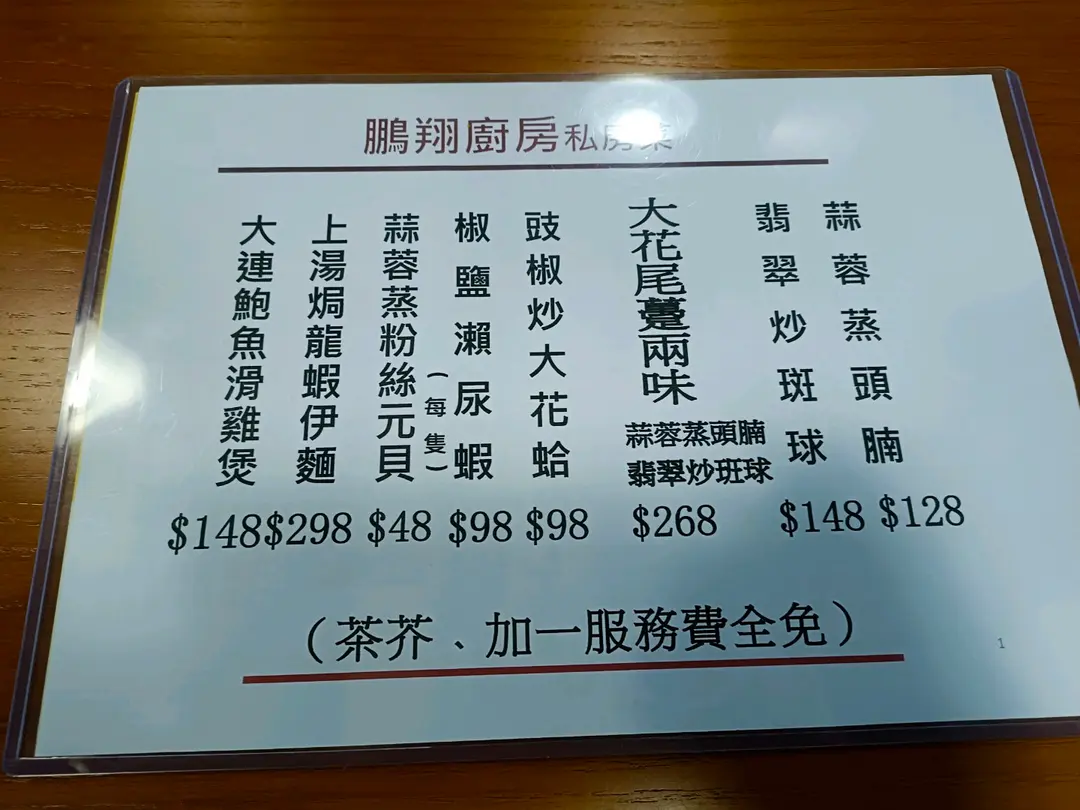 鵬翔廚房私房菜
蒜蓉蒸頭腩
$128
翡翠炒斑球
$148
大花尾躉兩味
蒜蓉蒸頭腩
翡翠炒班球
$268
豉椒炒大花蛤
$98
椒鹽瀨尿蝦
(每隻)
$98
蒜蓉蒸粉絲元貝
$48
上湯焗龍蝦伊麵
$298
大連鮑魚滑雞煲
$148
(茶芥、加一服務費全免)
1